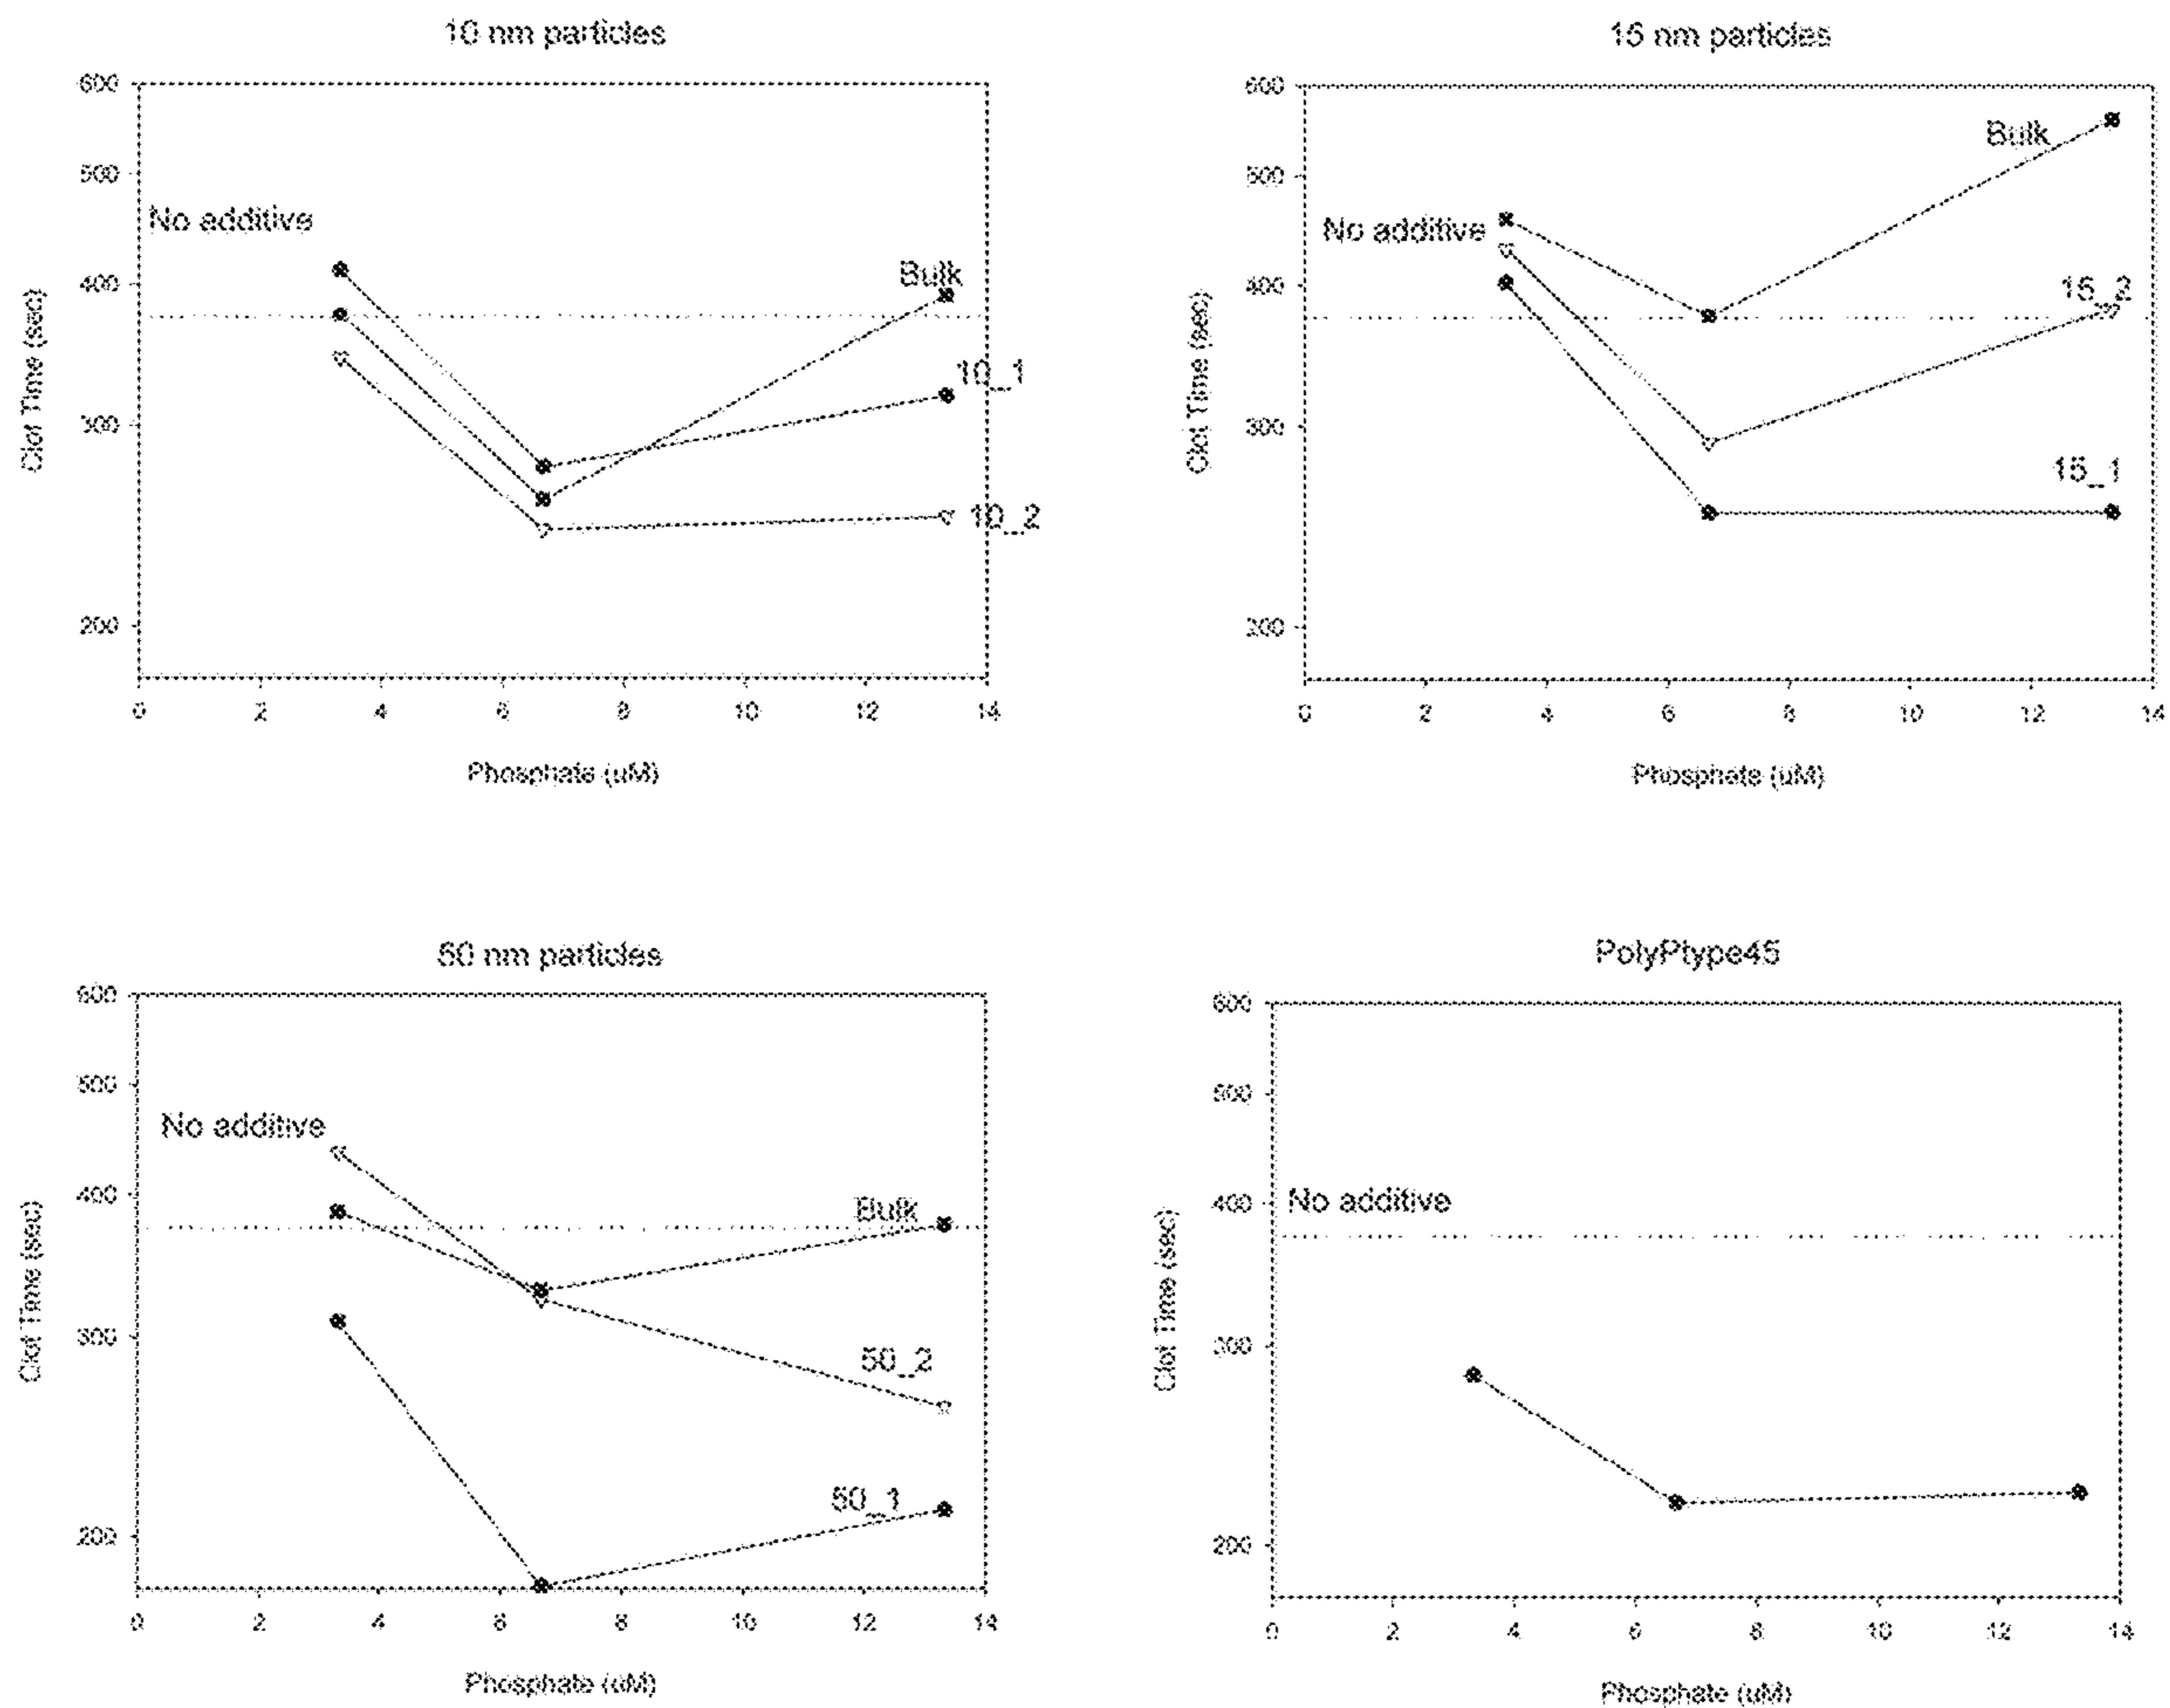 10 nm particles
600
500
No additive
400
Bulk
10_1
300
10_2
200
0 2 4 6 8 10 12 14
Clot Time (sec)
Phosphate (uM)
15 nm particles
600
Bulk
500
No additive
400
15_2
300
15_1
200
0 2 4 6 8 10 12 14
Clot Time (sec)
Phosphate (uM)
50 nm particles
600
500
No additive
400
Bulk
300
50_2
50_1
200
0 2 4 6 8 10 12 14
Clot Time (sec)
Phosphate (uM)
PolyPtype45
600
500
400
No additive
300
200
0 2 4 6 8 10 12 14
Clot Time (sec)
Phosphate (uM)